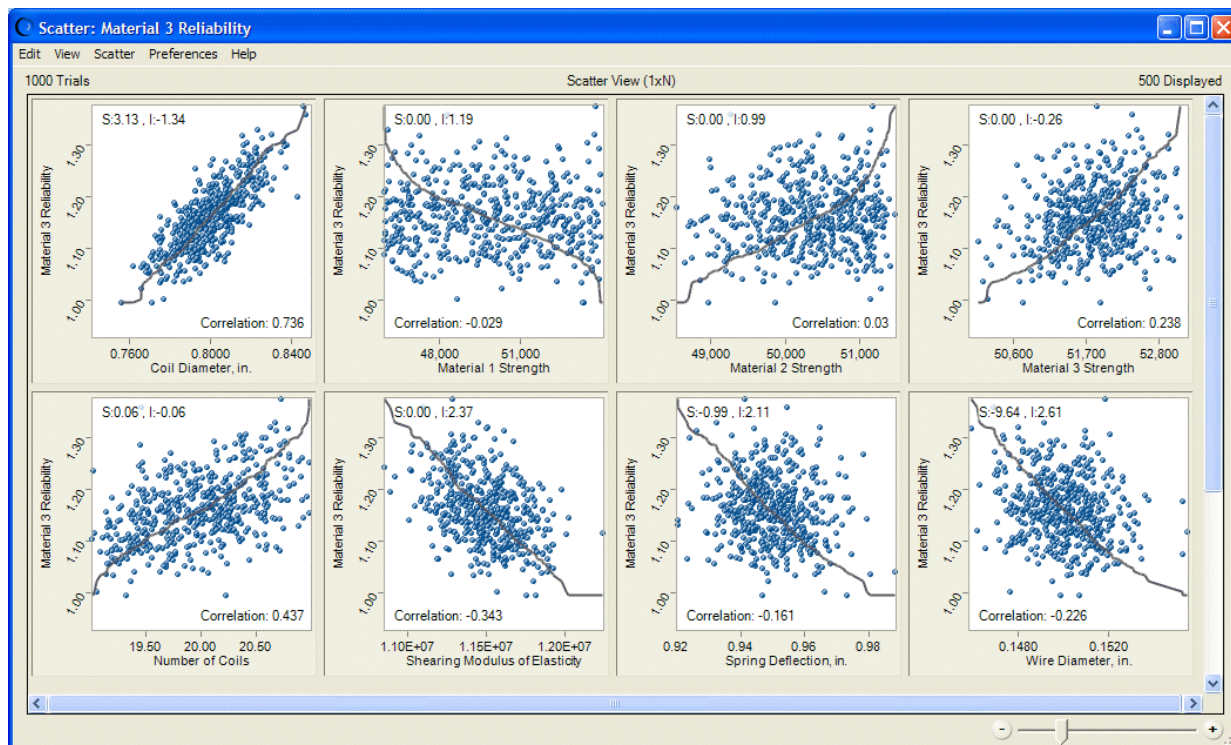 Scatter: Material 3 Reliability
Edit View Scatter Preferences Help
1000 Trials Scatter View (1xN) 500 Displayed
S:3.13 , I:-1.34
Material 3 Reliability
1.30
1.20
1.10
1.00
Correlation: 0.736
0.7600 0.8000 0.8400
Coil Diameter, in.
S:0.00 , I:1.19
Material 3 Reliability
1.30
1.20
1.10
1.00
Correlation: -0.029
48,000 51,000
Material 1 Strength
S:0.00 , I:0.99
Material 3 Reliability
1.30
1.20
1.10
1.00
Correlation: 0.03
49,000 50,000 51,000
Material 2 Strength
S:0.00 , I:-0.26
Material 3 Reliability
1.30
1.20
1.10
1.00
Correlation: 0.238
50,600 51,700 52,800
Material 3 Strength
S:0.06 , I:-0.06
Material 3 Reliability
1.30
1.20
1.10
1.00
Correlation: 0.437
19.50 20.00 20.50
Number of Coils
S:0.00 , I:2.37
Material 3 Reliability
1.30
1.20
1.10
1.00
Correlation: -0.343
1.10E+07 1.15E+07 1.20E+07
Shearing Modulus of Elasticity
S:-0.99 , I:2.11
Material 3 Reliability
1.30
1.20
1.10
1.00
Correlation: -0.161
0.92 0.94 0.96 0.98
Spring Deflection, in.
S:-9.64 , I:2.61
Material 3 Reliability
1.30
1.20
1.10
1.00
Correlation: -0.226
0.1480 0.1520
Wire Diameter, in.